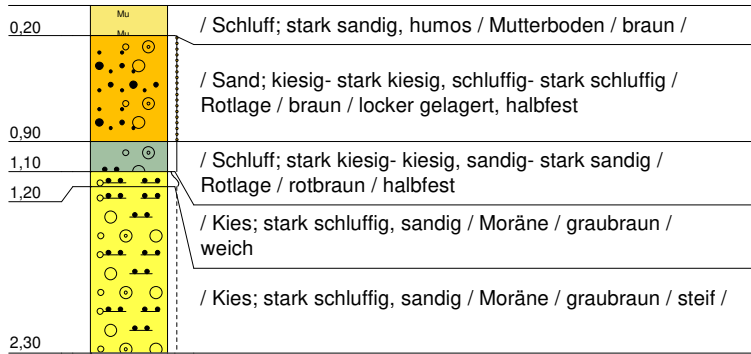 Mu
0,20
/ Schluff; stark sandig, humos / Mutterboden / braun /
Mu
/ Sand; kiesig- stark kiesig, schluffig- stark schluffig /
Rotlage / braun / locker gelagert, halbfest
0,90
1,10
/ Schluff; stark kiesig- kiesig, sandig- stark sandig /
Rotlage / rotbraun / halbfest
1,20
/ Kies; stark schluffig, sandig / Moräne / graubraun /
weich
/ Kies; stark schluffig, sandig / Moräne / graubraun / steif /
2,30